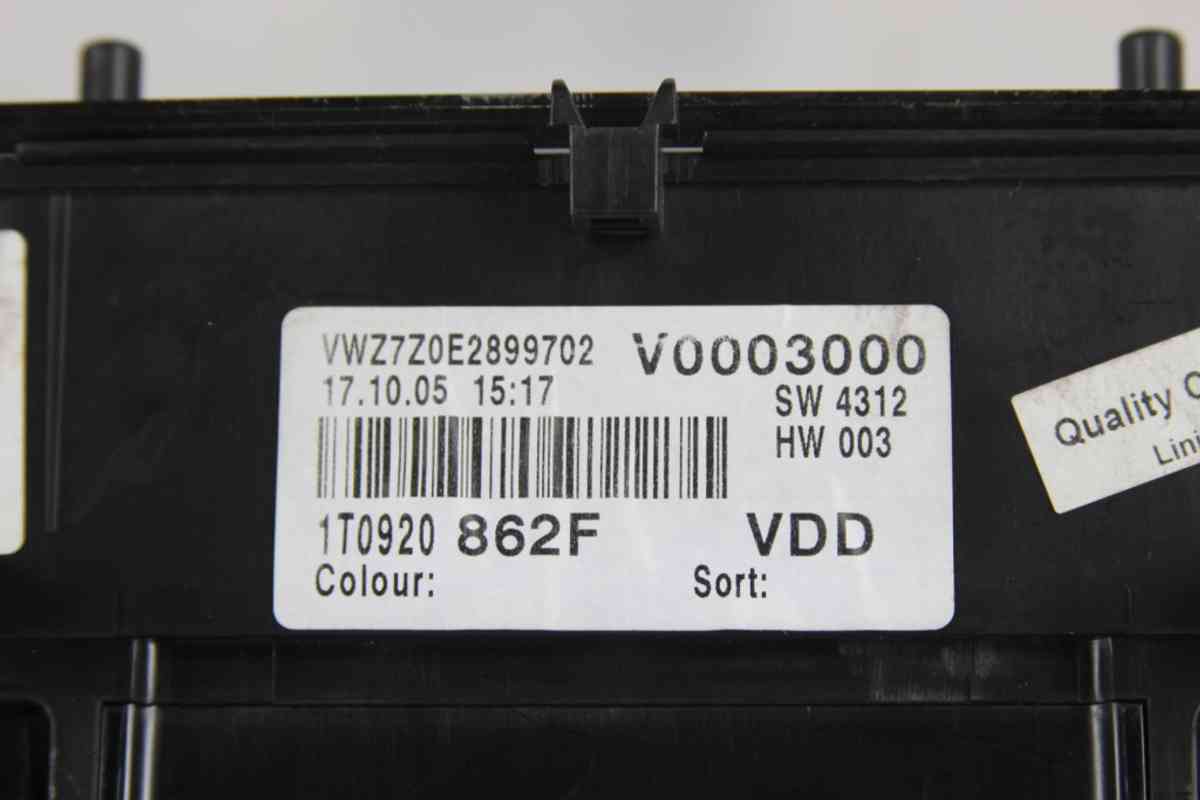 VWZ7Z0E2899702 V0003000
17.10.05 15:17 SW 4312
HW 003
1T0920 862F VDD
Colour: Sort:
Quality